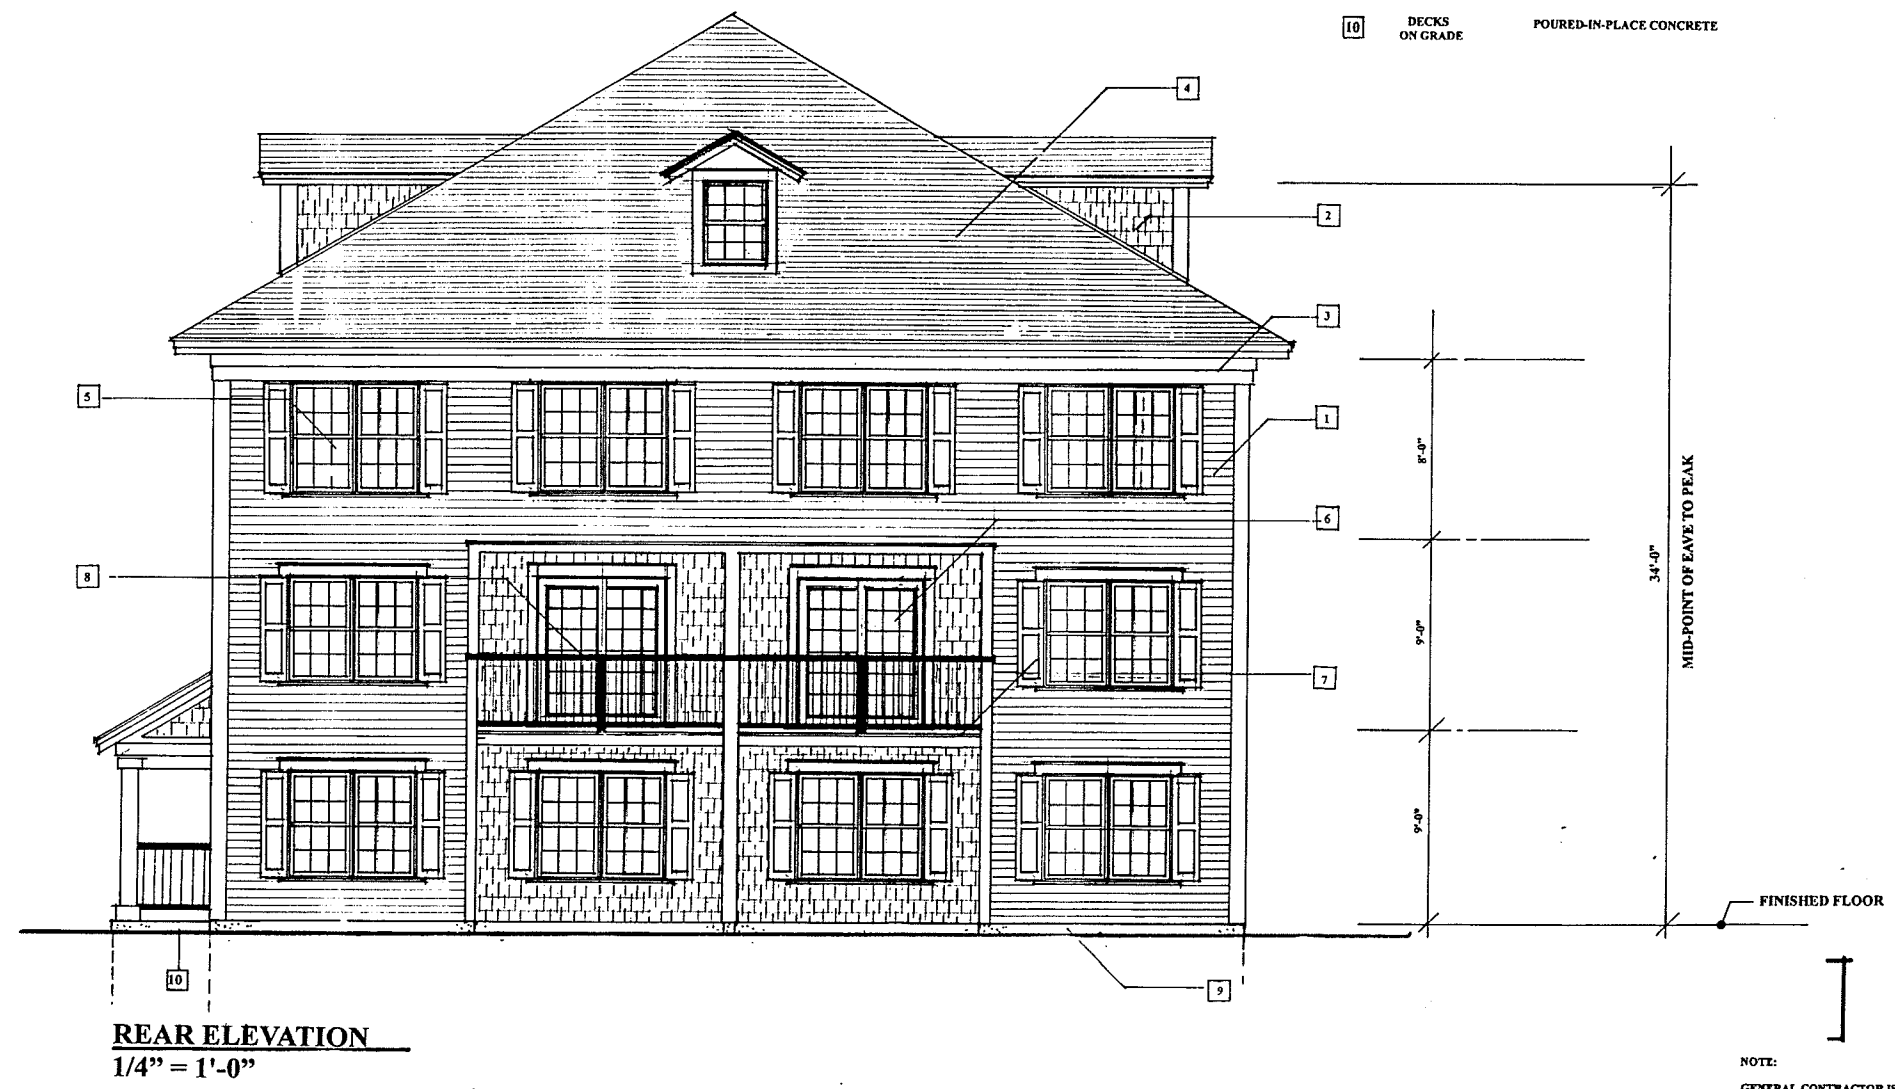 10 DECKS POURED-IN-PLACE CONCRETE
ON GRADE
4
2
3
5
1
8'-0"
6
8
9'-0"
34'-0"
MID-POINT OF EAVE TO PEAK
7
9'-0"
FINISHED FLOOR
10
9
REAR ELEVATION
1/4" = 1'-0"
NOTE:
GENERAL CONTRACTOR